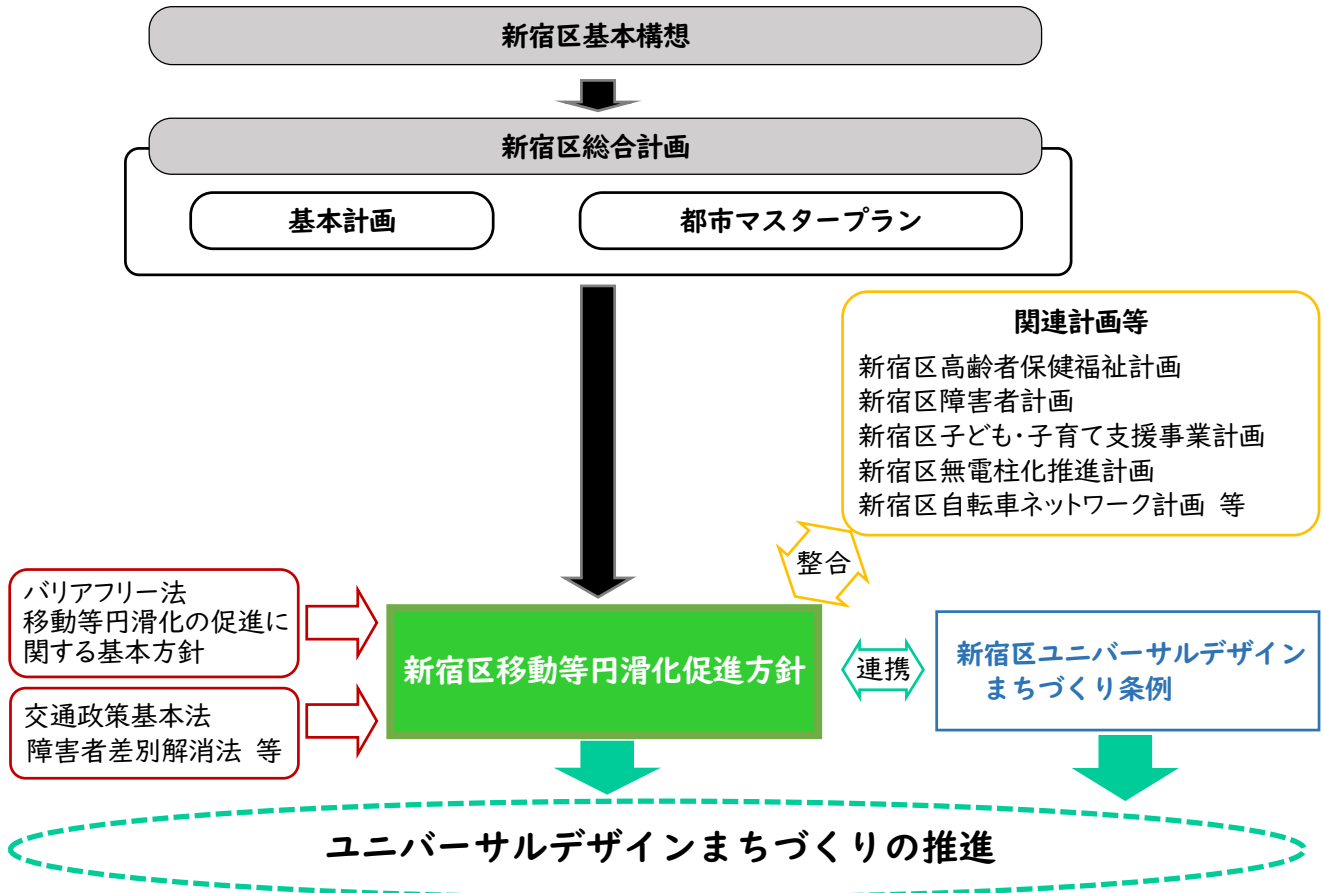 新宿区基本構想
新宿区総合計画
基本計画
都市マスタープラン
関連計画等
新宿区高齢者保健福祉計画
新宿区障害者計画
新宿区子ども・子育て支援事業計画
新宿区無電柱化推進計画
新宿区自転車ネットワーク計画 等
整合
バリアフリー法
移動等円滑化の促進に
関する基本方針
交通政策基本法
障害者差別解消法 等
新宿区移動等円滑化促進方針
連携
新宿区ユニバーサルデザイン
まちづくり条例
ユニバーサルデザインまちづくりの推進